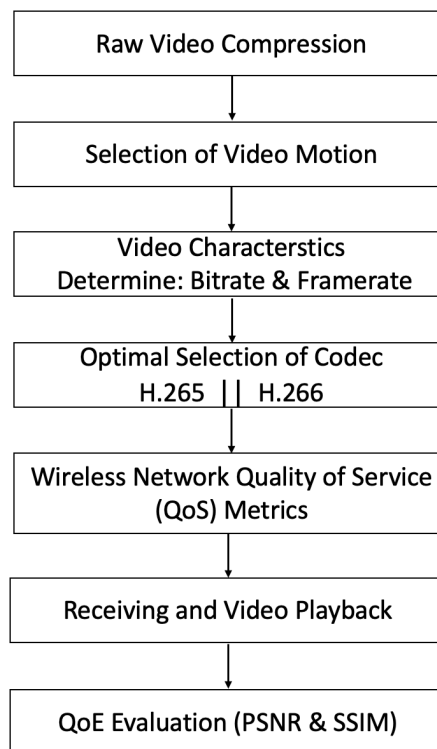 Raw Video Compression
Selection of Video Motion
Video Characterstics
Determine: Bitrate & Framerate
Optimal Selection of Codec
H.265 || H.266
Wireless Network Quality of Service
(QoS) Metrics
Receiving and Video Playback
QoE Evaluation (PSNR & SSIM)